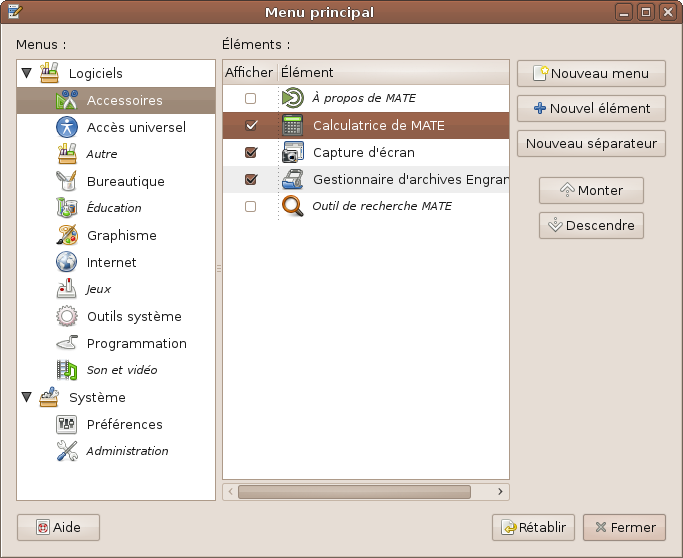 Menu principal
Menus :
Éléments :
Logiciels
Accessoires
Accès universel
Autre
Bureautique
Éducation
Graphisme
Internet
Jeux
Outils système
Programmation
Son et vidéo
Système
Préférences
Administration
Afficher Élément
À propos de MATE
Calculatrice de MATE
Capture d'écran
Gestionnaire d'archives Engran
Outil de recherche MATE
Nouveau menu
Nouvel élément
Nouveau séparateur
Monter
Descendre
Aide
Rétablir
Fermer